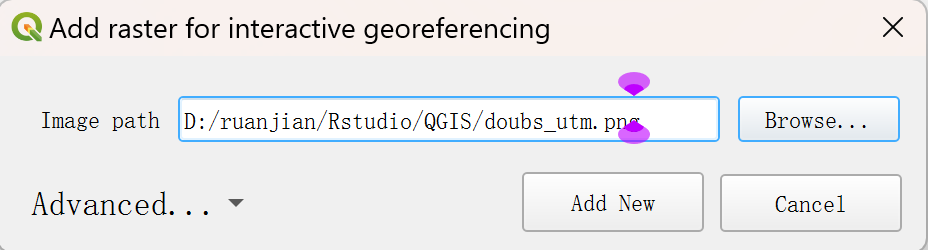 Add raster for interactive georeferencing
Image path D:/ruanjian/Rstudio/QGIS/doubs_utm.png Browse...
Advanced... Add New Cancel